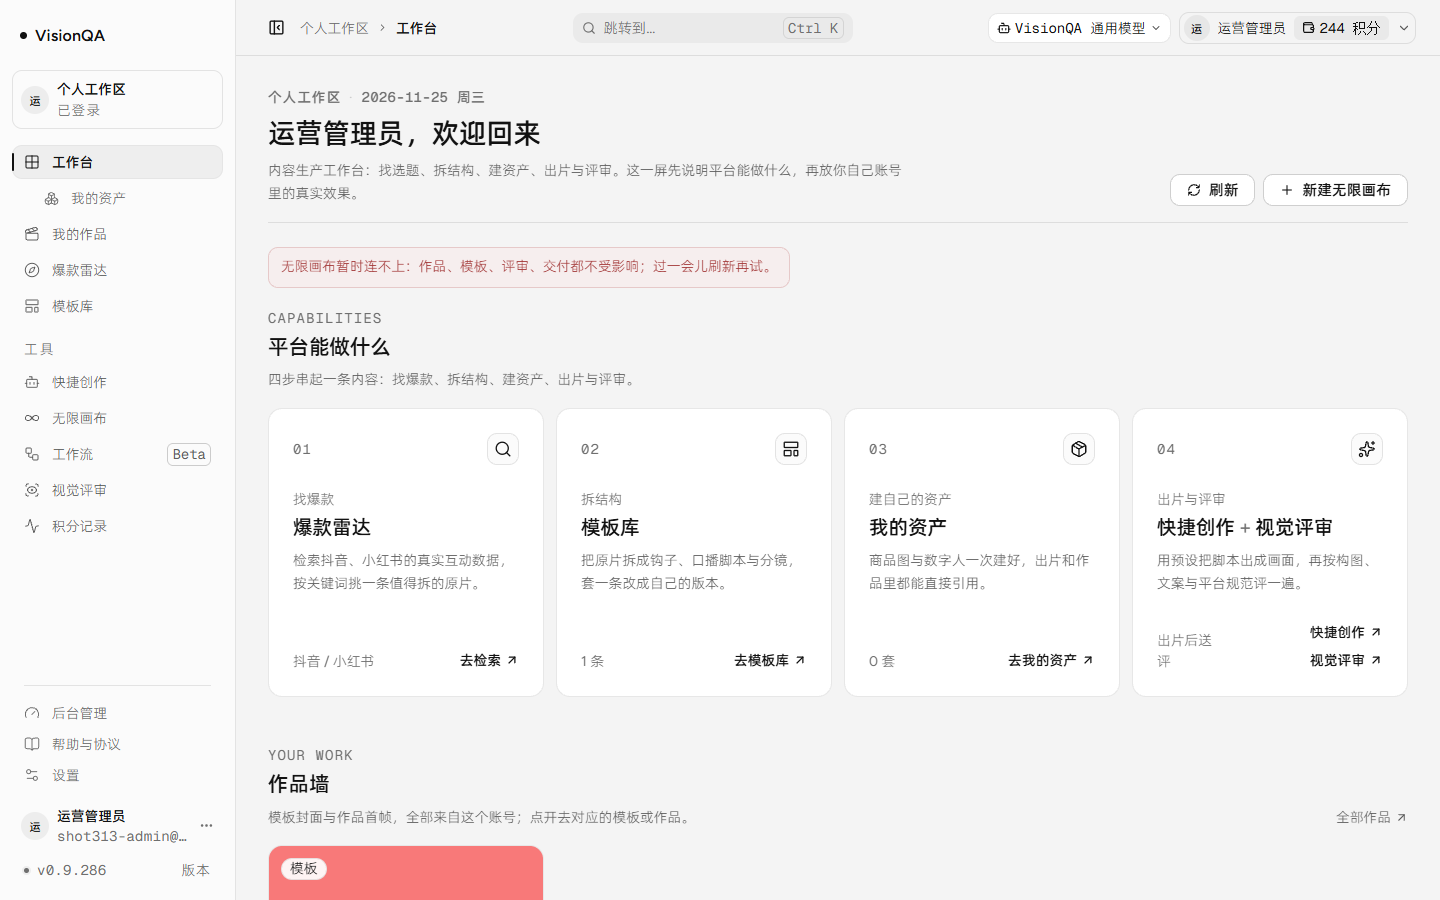 VisionQA
运
个人工作区
已登录
工作台
我的资产
我的作品
爆款雷达
模板库
工具
快捷创作
无限画布
工作流
Beta
视觉评审
积分记录
后台管理
帮助与协议
设置
运
运营管理员
shot313-admin@…
v0.9.286
版本
个人工作区
工作台
跳转到...
Ctrl K
VisionQA 通用模型
运
运营管理员
244 积分
个人工作区 · 2026-11-25 周三
运营管理员，欢迎回来
内容生产工作台：找选题、拆结构、建资产、出片与评审。这一屏先说明平台能做什么，再放你自己账号
里的真实效果。
刷新
新建无限画布
无限画布暂时连不上：作品、模板、评审、交付都不受影响；过一会儿刷新再试。
CAPABILITIES
平台能做什么
四步串起一条内容：找爆款、拆结构、建资产、出片与评审。
01
找爆款
爆款雷达
检索抖音、小红书的真实互动数据，
按关键词挑一条值得拆的原片。
抖音 / 小红书
去检索
02
拆结构
模板库
把原片拆成钩子、口播脚本与分镜，
套一条改成自己的版本。
1 条
去模板库
03
建自己的资产
我的资产
商品图与数字人一次建好，出片和作
品里都能直接引用。
0 套
去我的资产
04
出片与评审
快捷创作 + 视觉评审
用预设把脚本出成画面，再按构图、
文案与平台规范评一遍。
出片后送
评
快捷创作
视觉评审
YOUR WORK
作品墙
模板封面与作品首帧，全部来自这个账号；点开去对应的模板或作品。
全部作品
模板